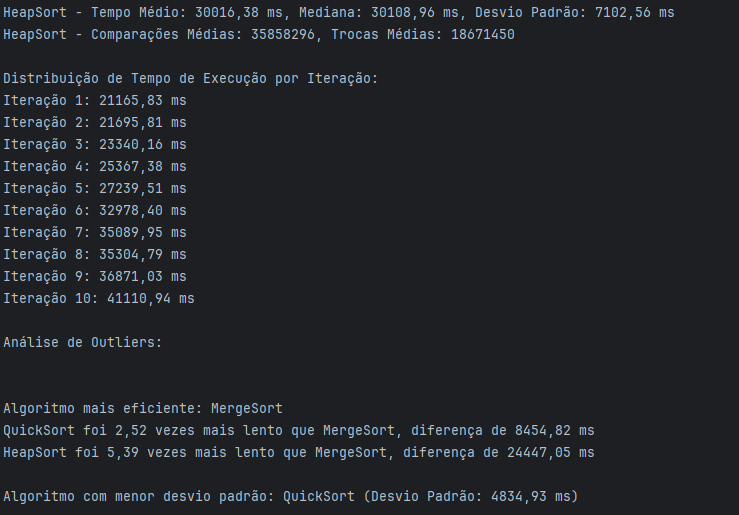 HeapSort - Tempo Médio: 30016,38 ms, Mediana: 30108,96 ms, Desvio Padrão: 7102,56 ms
HeapSort - Comparações Médias: 35858296, Trocas Médias: 18671450
Distribuição de Tempo de Execução por Iteração:
Iteração 1: 21165,83 ms
Iteração 2: 21695,81 ms
Iteração 3: 23340,16 ms
Iteração 4: 25367,38 ms
Iteração 5: 27239,51 ms
Iteração 6: 32978,40 ms
Iteração 7: 35089,95 ms
Iteração 8: 35304,79 ms
Iteração 9: 36871,03 ms
Iteração 10: 41110,94 ms
Análise de Outliers:
Algoritmo mais eficiente: MergeSort
QuickSort foi 2,52 vezes mais lento que MergeSort, diferença de 8454,82 ms
HeapSort foi 5,39 vezes mais lento que MergeSort, diferença de 24447,05 ms
Algoritmo com menor desvio padrão: QuickSort (Desvio Padrão: 4834,93 ms)